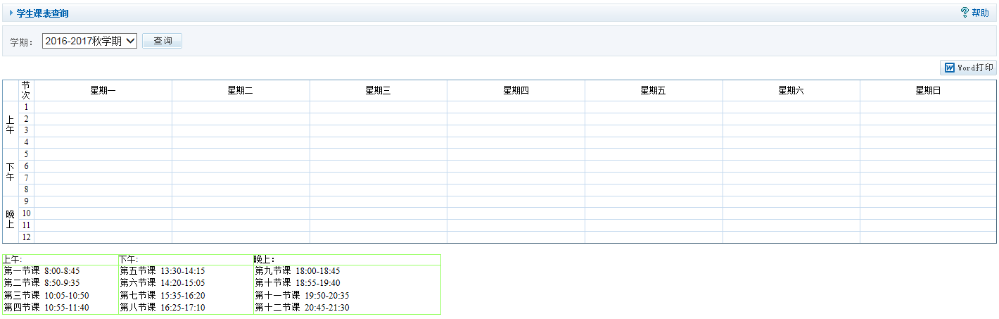 学生课表查询
帮助
学期：
2016-2017秋学期
查询
Word打印
节次 星期一 星期二 星期三 星期四 星期五 星期六 星期日
上午
1
2
3
4
下午
5
6
7
8
晚上
9
10
11
12
上午: 下午: 晚上：
第一节课 8:00-8:45 第五节课 13:30-14:15 第九节课 18:00-18:45
第二节课 8:50-9:35 第六节课 14:20-15:05 第十节课 18:55-19:40
第三节课 10:05-10:50 第七节课 15:35-16:20 第十一节课 19:50-20:35
第四节课 10:55-11:40 第八节课 16:25-17:10 第十二节课 20:45-21:30